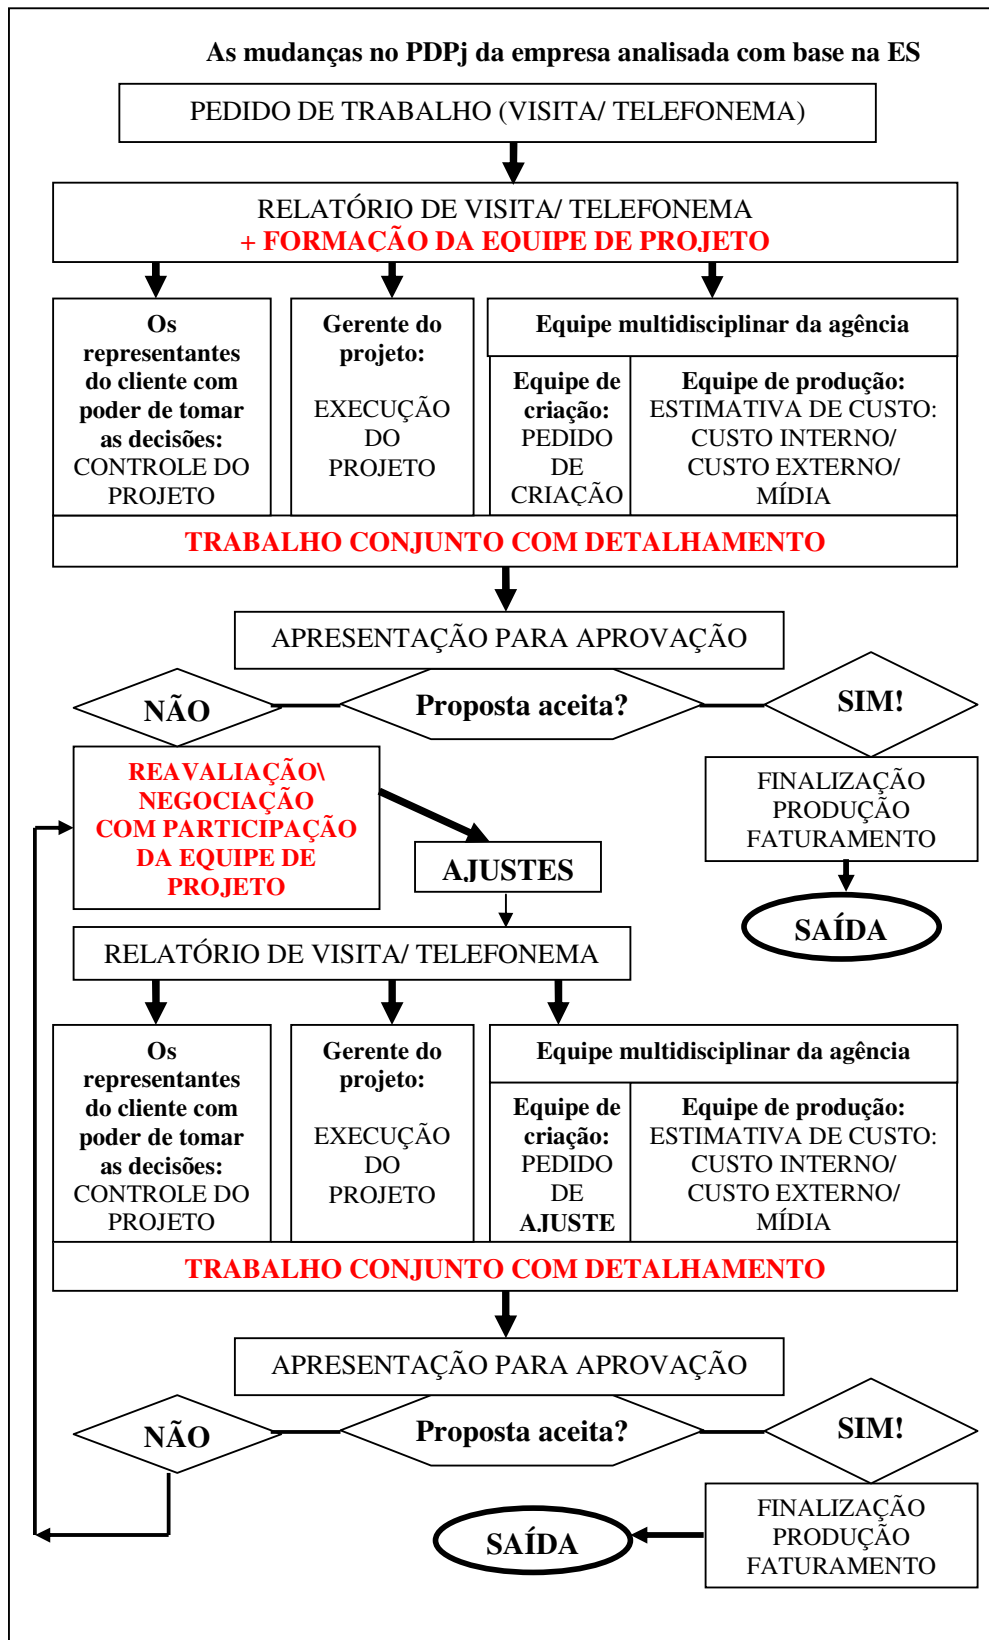 As mudanças no PDPj da empresa analisada com base na ES
PEDIDO DE TRABALHO (VISITA/ TELEFONEMA)
RELATÓRIO DE VISITA/ TELEFONEMA
+ FORMAÇÃO DA EQUIPE DE PROJETO
Os
representantes
do cliente com
poder de tomar
as decisões:
CONTROLE DO
PROJETO
Gerente do
projeto:
EXECUÇÃO
DO
PROJETO
Equipe multidisciplinar da agência
Equipe de
criação:
PEDIDO
DE
CRIAÇÃO
Equipe de produção:
ESTIMATIVA DE CUSTO:
CUSTO INTERNO/
CUSTO EXTERNO/
MÍDIA
TRABALHO CONJUNTO COM DETALHAMENTO
APRESENTAÇÃO PARA APROVAÇÃO
NÃO
Proposta aceita?
SIM!
REAVALIAÇÃO\
NEGOCIAÇÃO
COM PARTICIPAÇÃO
DA EQUIPE DE
PROJETO
AJUSTES
FINALIZAÇÃO
PRODUÇÃO
FATURAMENTO
SAÍDA
RELATÓRIO DE VISITA/ TELEFONEMA
Os
representantes
do cliente com
poder de tomar
as decisões:
CONTROLE DO
PROJETO
Gerente do
projeto:
EXECUÇÃO
DO
PROJETO
Equipe multidisciplinar da agência
Equipe de
criação:
PEDIDO
DE
AJUSTE
Equipe de produção:
ESTIMATIVA DE CUSTO:
CUSTO INTERNO/
CUSTO EXTERNO/
MÍDIA
TRABALHO CONJUNTO COM DETALHAMENTO
APRESENTAÇÃO PARA APROVAÇÃO
NÃO
Proposta aceita?
SIM!
FINALIZAÇÃO
PRODUÇÃO
FATURAMENTO
SAÍDA